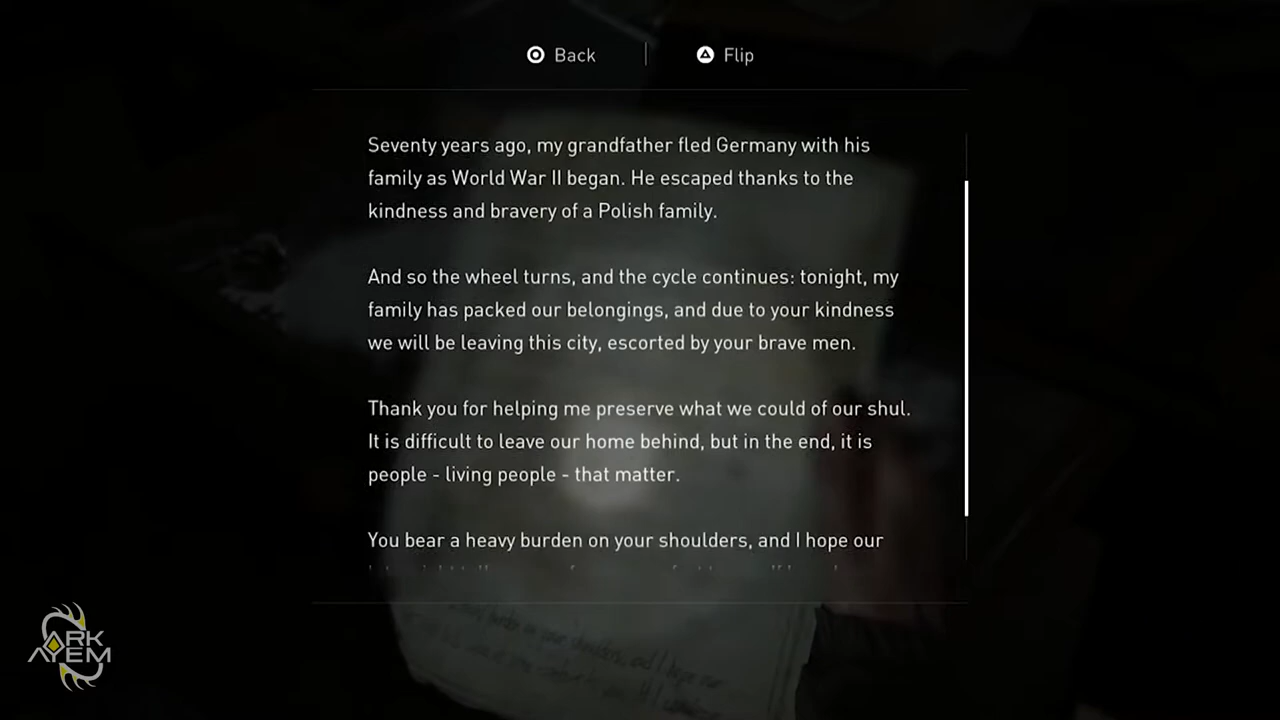 Back | Flip
Seventy years ago, my grandfather fled Germany with his
family as World War II began. He escaped thanks to the
kindness and bravery of a Polish family.
And so the wheel turns, and the cycle continues: tonight, my
family has packed our belongings, and due to your kindness
we will be leaving this city, escorted by your brave men.
Thank you for helping me preserve what we could of our shul.
It is difficult to leave our home behind, but in the end, it is
people - living people - that matter.
You bear a heavy burden on your shoulders, and I hope our
ARK
AYEM